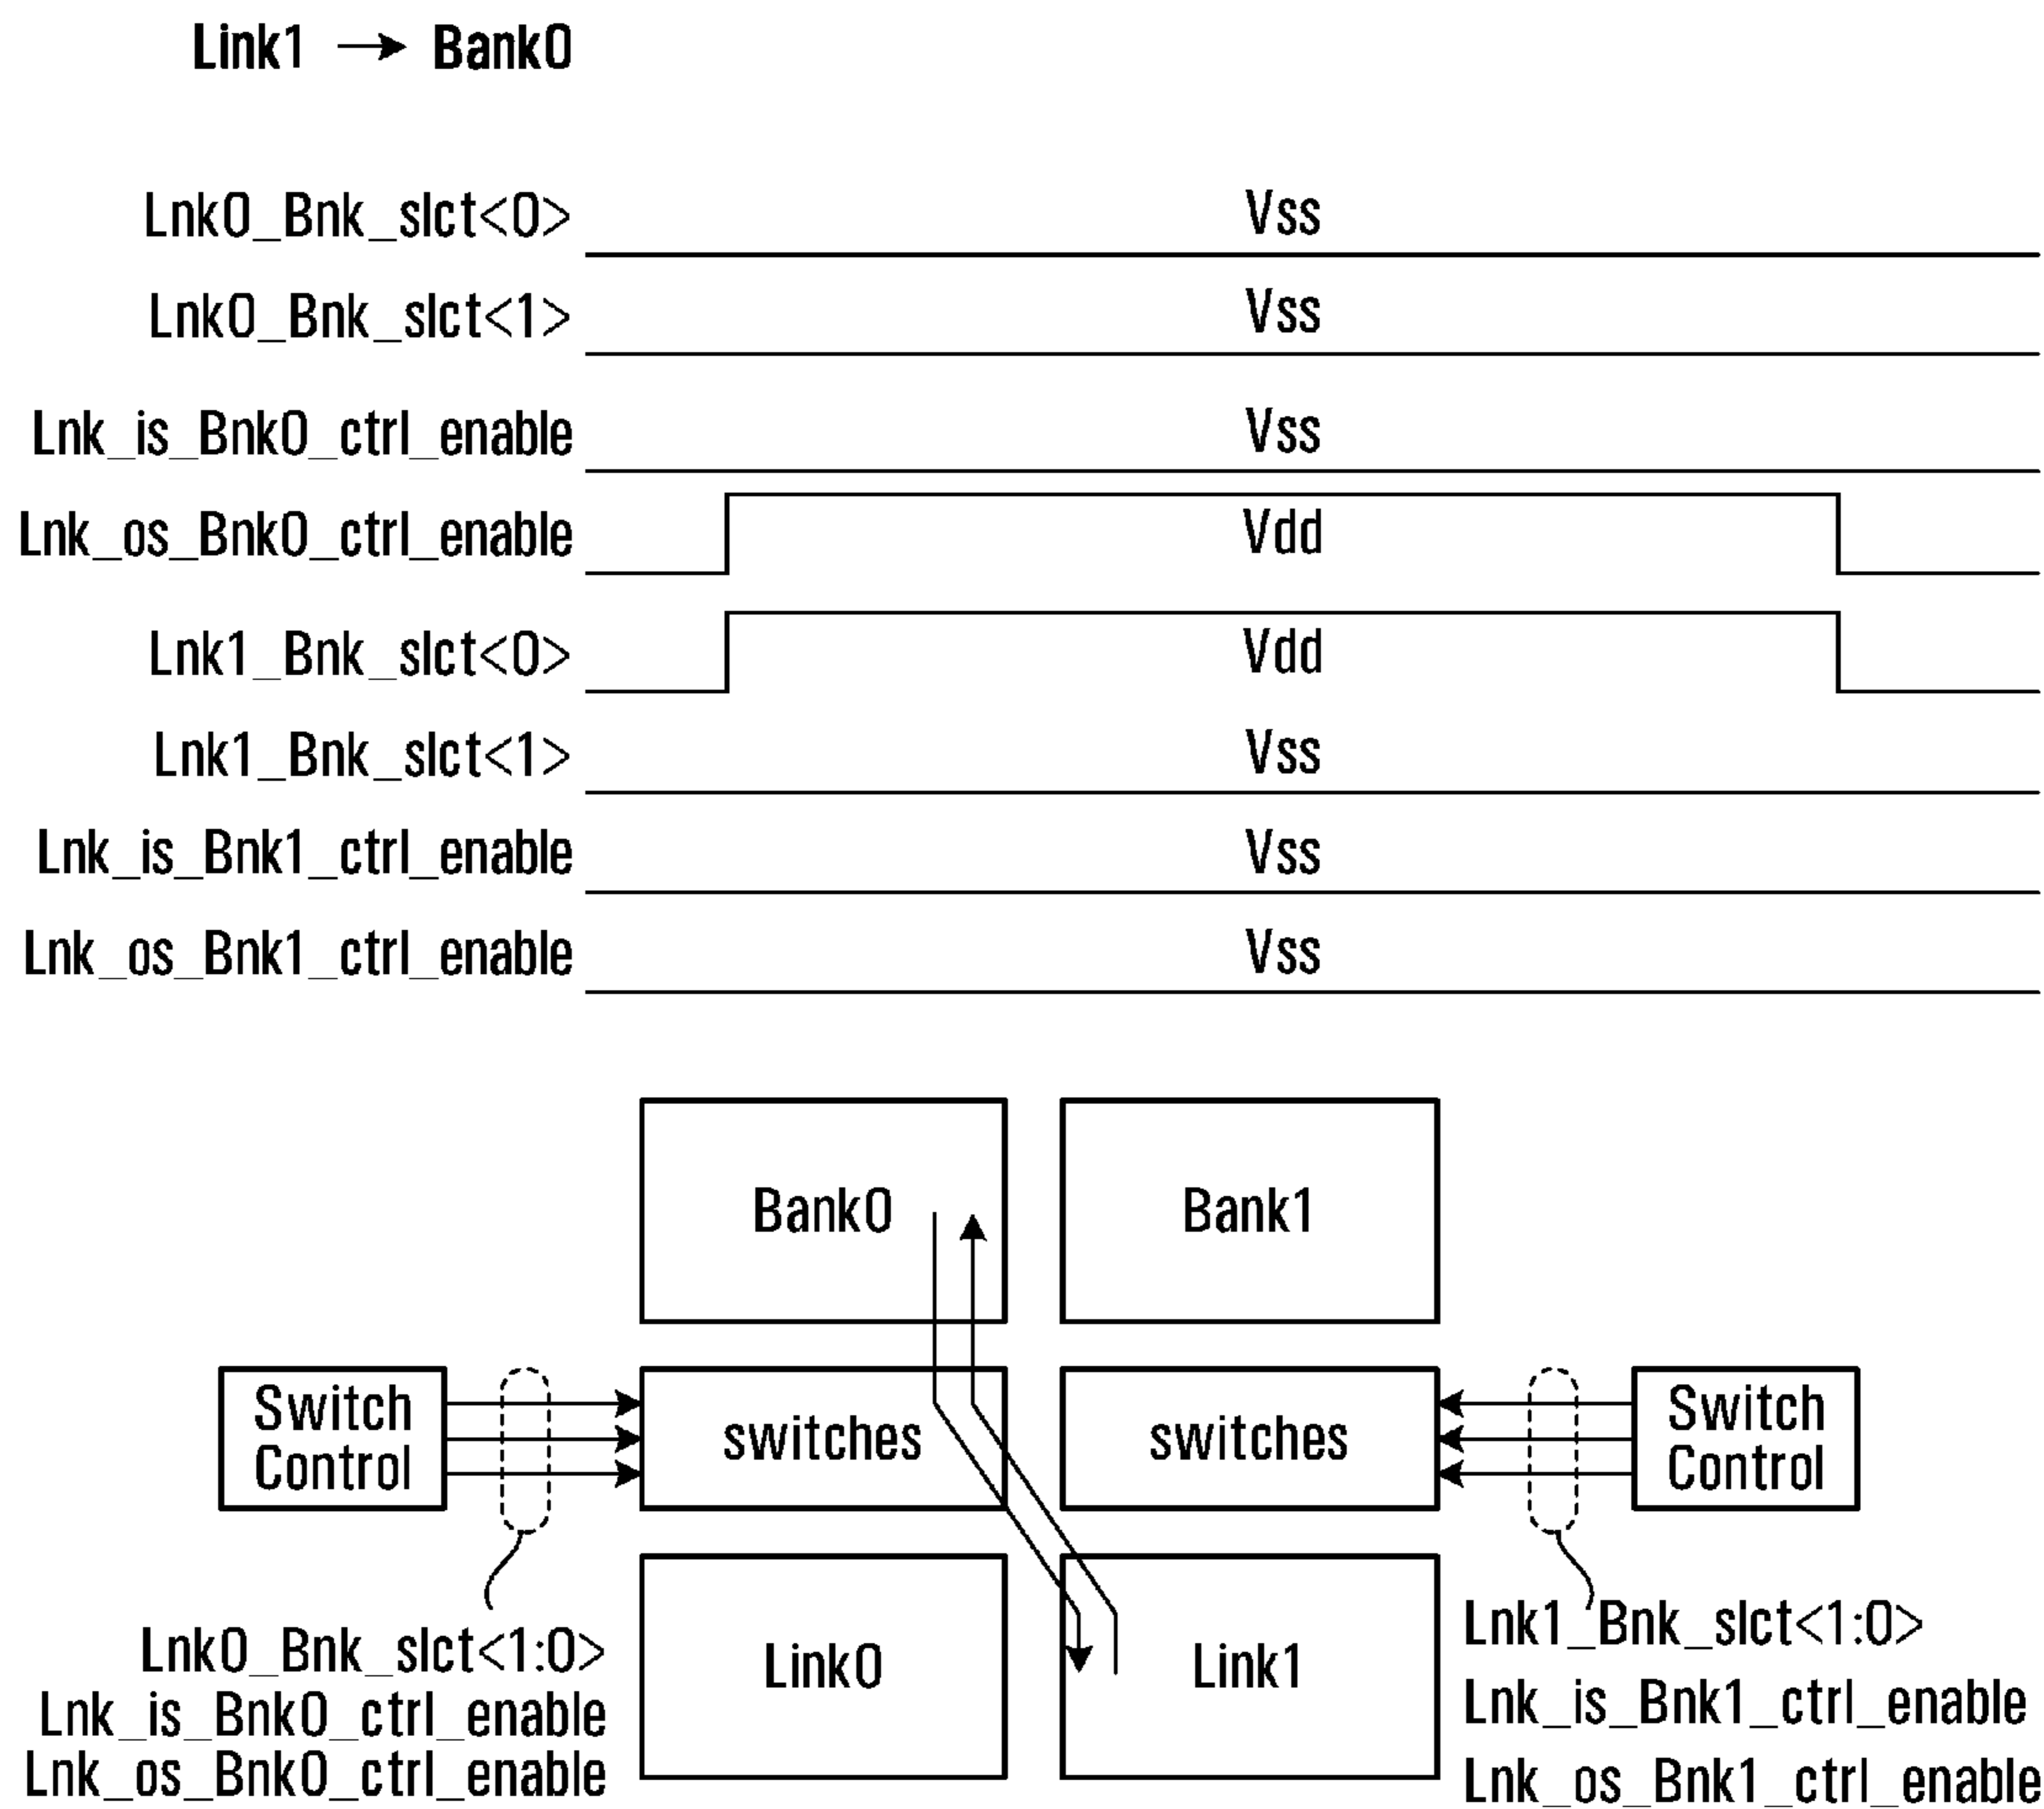 Link1 → Bank0
Lnk0_Bnk_slct<0>
Vss
Lnk0_Bnk_slct<1>
Vss
Lnk_is_Bnk0_ctrl_enable
Vss
Lnk_os_Bnk0_ctrl_enable
Vdd
Lnk1_Bnk_slct<0>
Vdd
Lnk1_Bnk_slct<1>
Vss
Lnk_is_Bnk1_ctrl_enable
Vss
Lnk_os_Bnk1_ctrl_enable
Vss
Bank0
Bank1
Switch
Control
switches
switches
Switch
Control
Link0
Link1
Lnk0_Bnk_slct<1:0>
Lnk_is_Bnk0_ctrl_enable
Lnk_os_Bnk0_ctrl_enable
Lnk1_Bnk_slct<1:0>
Lnk_is_Bnk1_ctrl_enable
Lnk_os_Bnk1_ctrl_enable